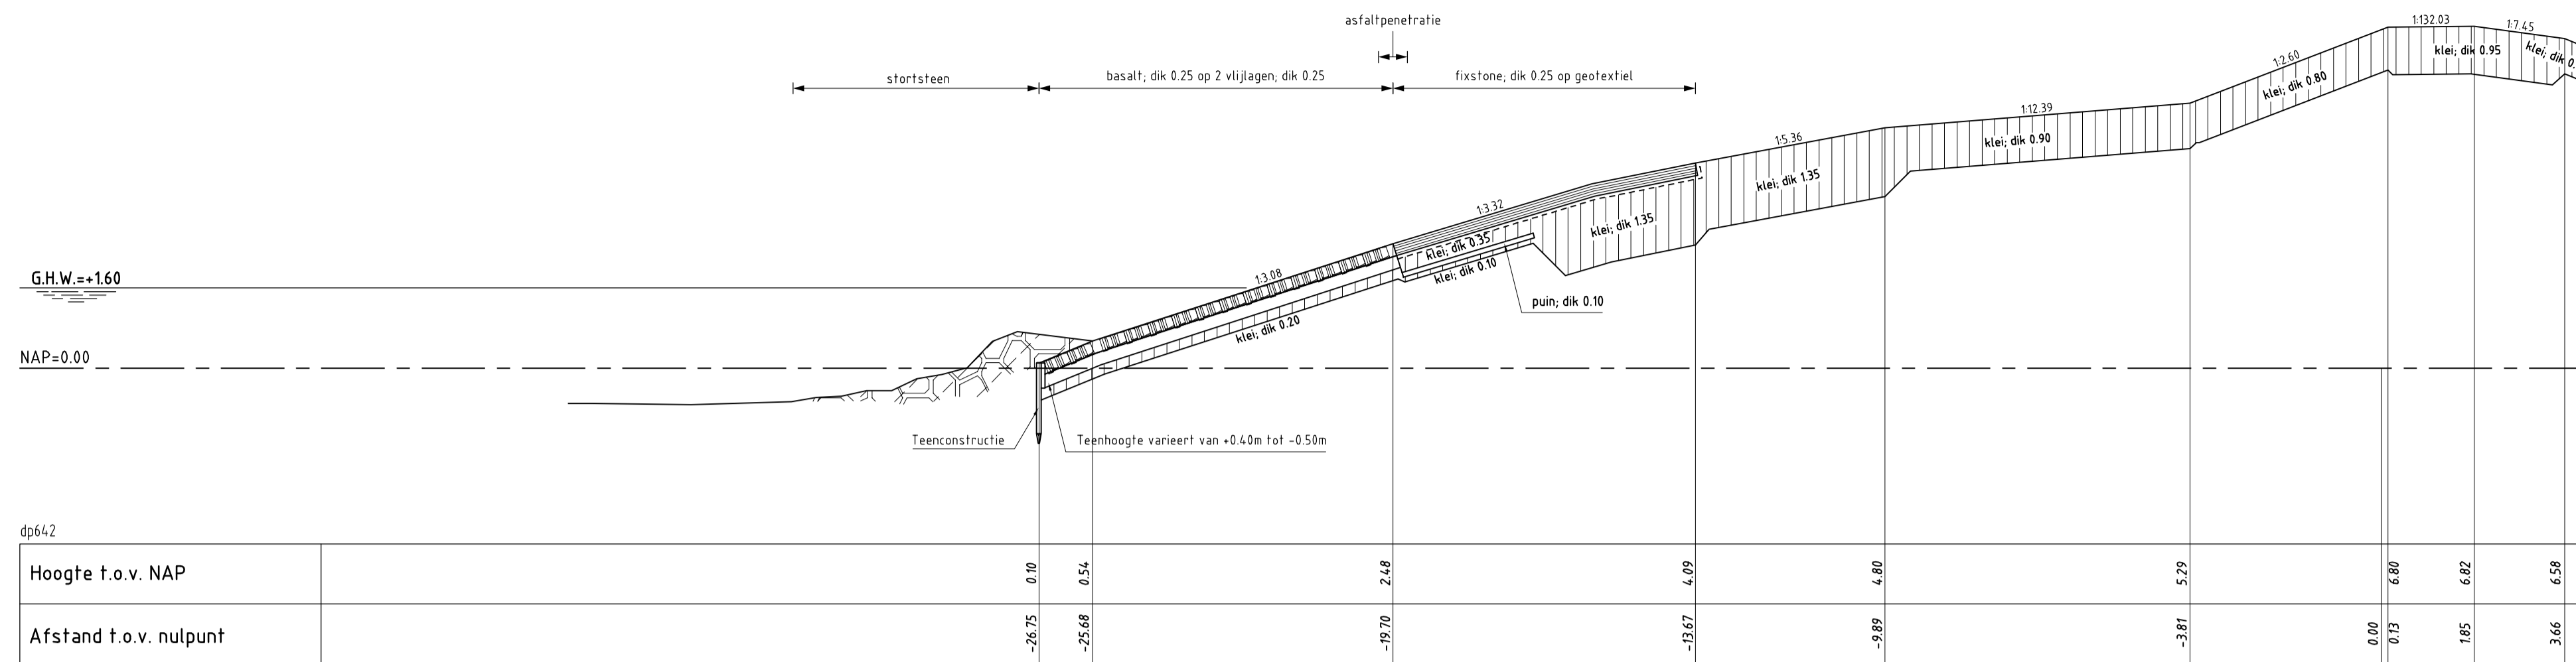 asfaltpenetratie
stortsteen
basalt; dik 0.25 op 2 vlijlagen; dik 0.25
fixstone; dik 0.25 op geotextiel
1:132.03
1:7.45
klei; dik 0.95
klei; dik 0.
1:2.60
klei; dik 0.80
1:12.39
klei; dik 0.90
1:5.36
klei; dik 1.35
1:3.32
klei; dik 1.35
klei; dik 0.35
klei; dik 0.10
puin; dik 0.10
1:3.08
klei; dik 0.20
G.H.W.=+1.60
NAP=0.00
Teenconstructie
Teenhoogte varieert van +0.40m tot -0.50m
dp642
Hoogte t.o.v. NAP 0.10 0.54 2.48 4.09 4.80 5.29 6.80 6.82 6.58
Afstand t.o.v. nulpunt -26.75 -25.68 -19.70 -13.67 -9.89 -3.81 0.00 0.13 1.85 3.66